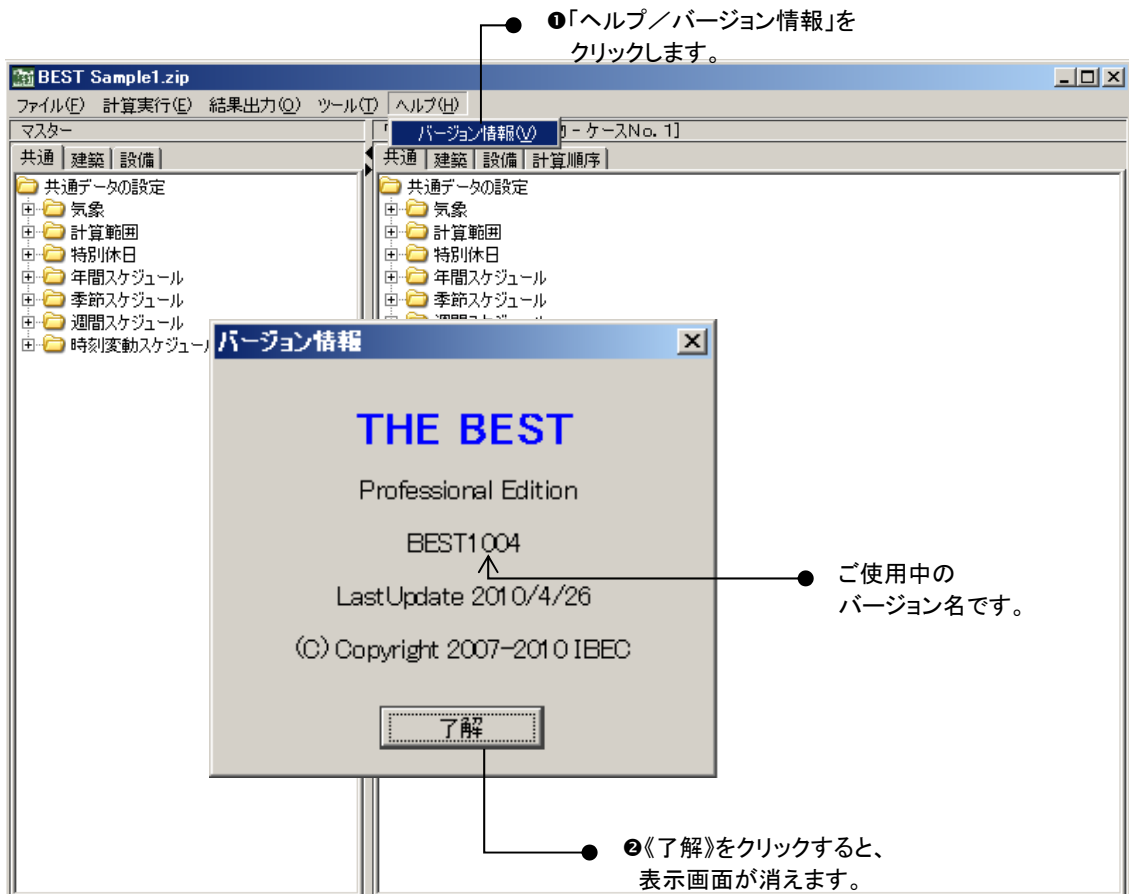 ❶「ヘルプ／バージョン情報」を
クリックします。
BEST Sample1.zip
ファイル(F) 計算実行(E) 結果出力(O) ツール(T) ヘルプ(H)
バージョン情報(V)
マスター
- ケースNo. 1]
共通 建築 設備
共通 建築 設備 計算順序
共通データの設定
気象
計算範囲
特別休日
年間スケジュール
季節スケジュール
週間スケジュール
時刻変動スケジュー
共通データの設定
気象
計算範囲
特別休日
年間スケジュール
季節スケジュール
バージョン情報
THE BEST
Professional Edition
BEST1004
LastUpdate 2010/4/26
(C) Copyright 2007-2010 IBEC
了解
ご使用中の
バージョン名です。
❷《了解》をクリックすると、
表示画面が消えます。